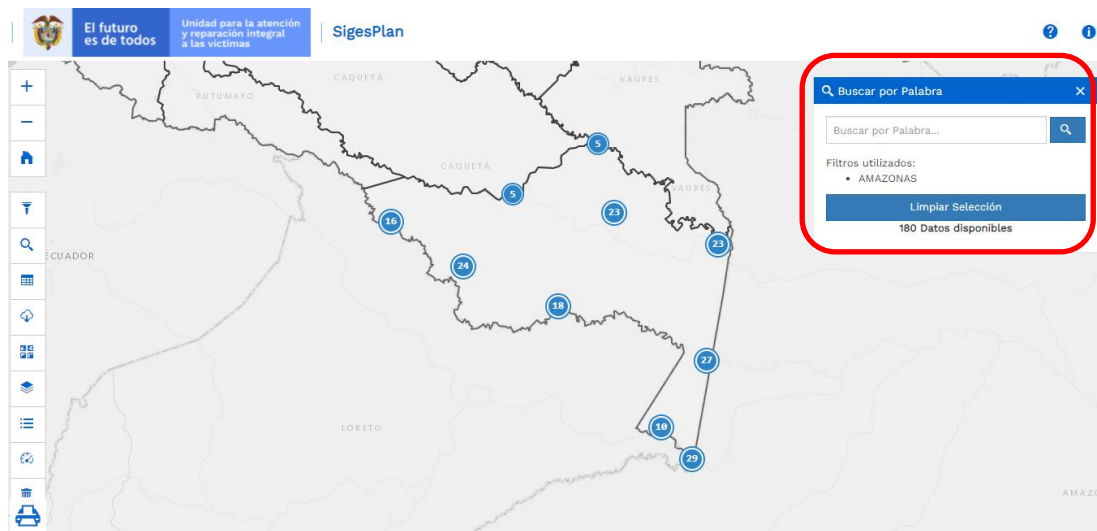 El futuro
es de todos
Unidad para la atención
y reparación integral
a las víctimas
SigesPlan
Buscar por Palabra
Buscar por Palabra...
Filtros utilizados:
• AMAZONAS
Limpiar Selección
180 Datos disponibles
CAQUETÁ
VAUPÉS
PUTUMAYO
5
CAQUETÁ
VAUPÉS
5
23
16
23
ECUADOR
24
18
27
LORETO
10
29
AMAZO